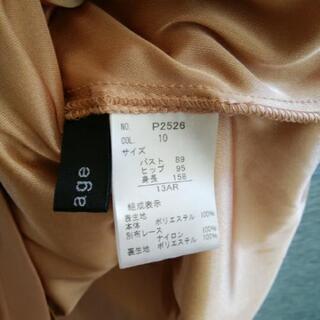 age
NO. P2526
COL. 10
サイズ
バスト 89
ヒップ 95
身長 158
13AR
組成表示
表生地
本体 ポリエステル 100%
別布レース ナイロン 100%
裏生地 ポリエステル 100%